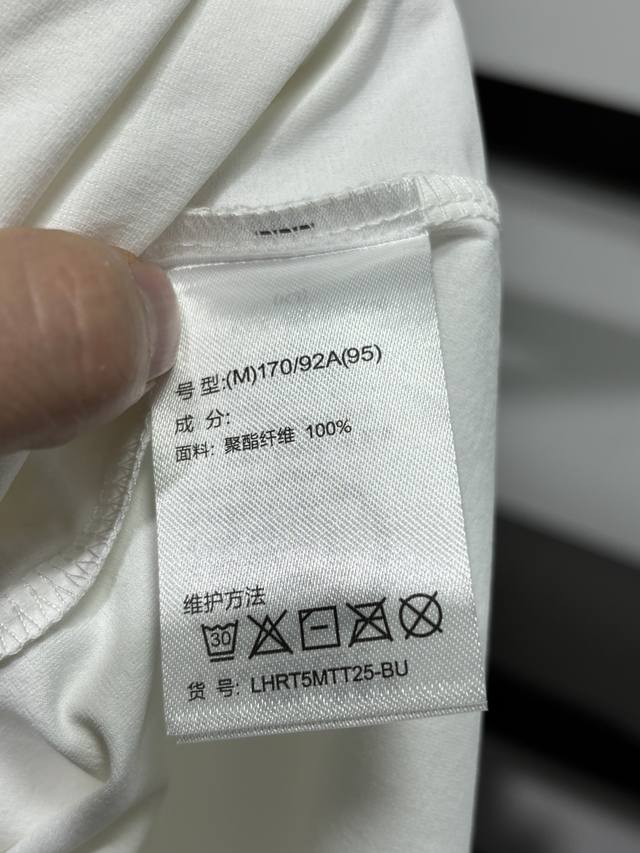 号 型:(M)170/92A(95)
成 分:
面料: 聚酯纤维 100%
维护方法
30
货 号: LHRT5MTT25-BU